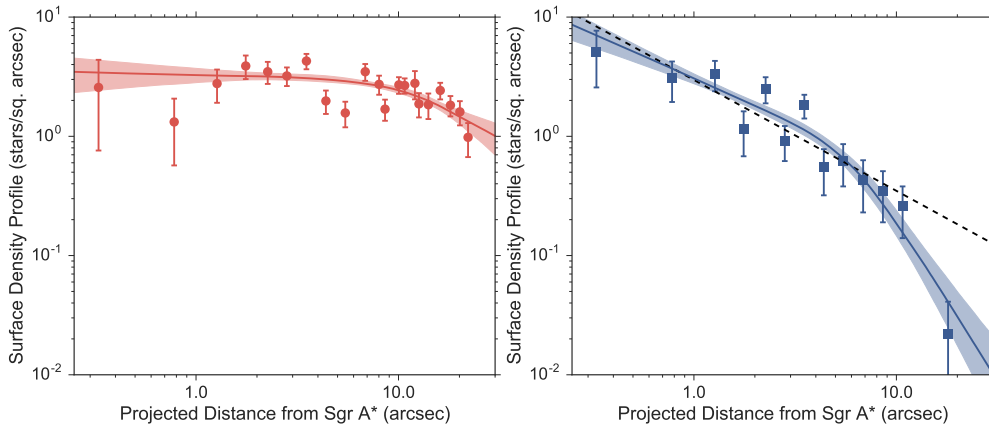 10^1
10^0
10^-1
10^-2
1.0 10.0
Surface Density Profile (stars/sq. arcsec)
Projected Distance from Sgr A* (arcsec)
10^1
10^0
10^-1
10^-2
1.0 10.0
Surface Density Profile (stars/sq. arcsec)
Projected Distance from Sgr A* (arcsec)